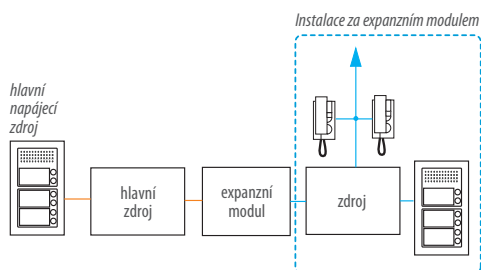 Instalace za expanzním modulem
hlavní
napájecí
zdroj
hlavní
zdroj
expanzní
modul
zdroj